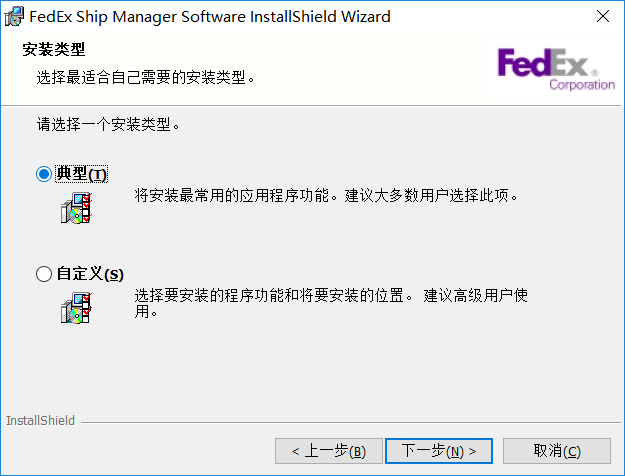 FedEx Ship Manager Software InstallShield Wizard
安装类型
选择最适合自己需要的安装类型。
FedEx®
Corporation
请选择一个安装类型。
典型(T)
将安装最常用的应用程序功能。建议大多数用户选择此项。
自定义(S)
选择要安装的程序功能和将要安装的位置。 建议高级用户使
用。
InstallShield
< 上一步(B)
下一步(N) >
取消(C)